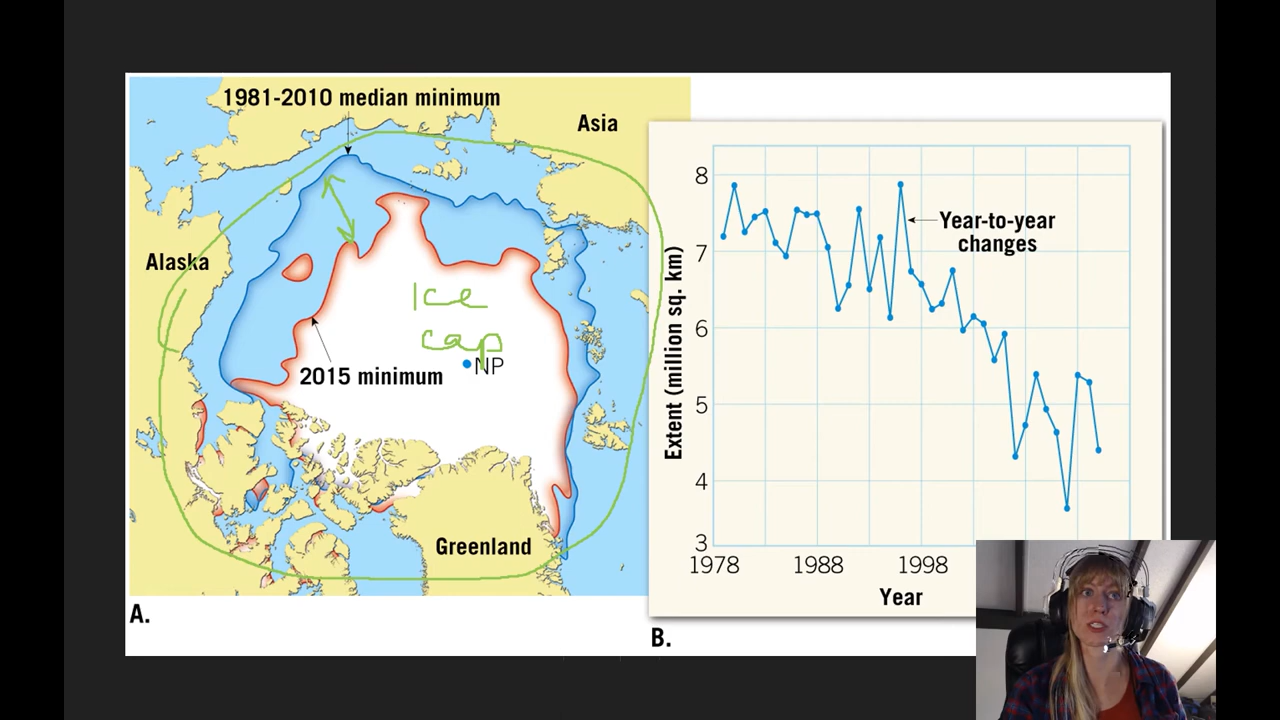 1981-2010 median minimum
Asia
Alaska
Ice
cap
NP
2015 minimum
Greenland
A.
8
7
6
5
4
3
Extent (million sq. km)
Year-to-year
changes
1978 1988 1998
Year
B.